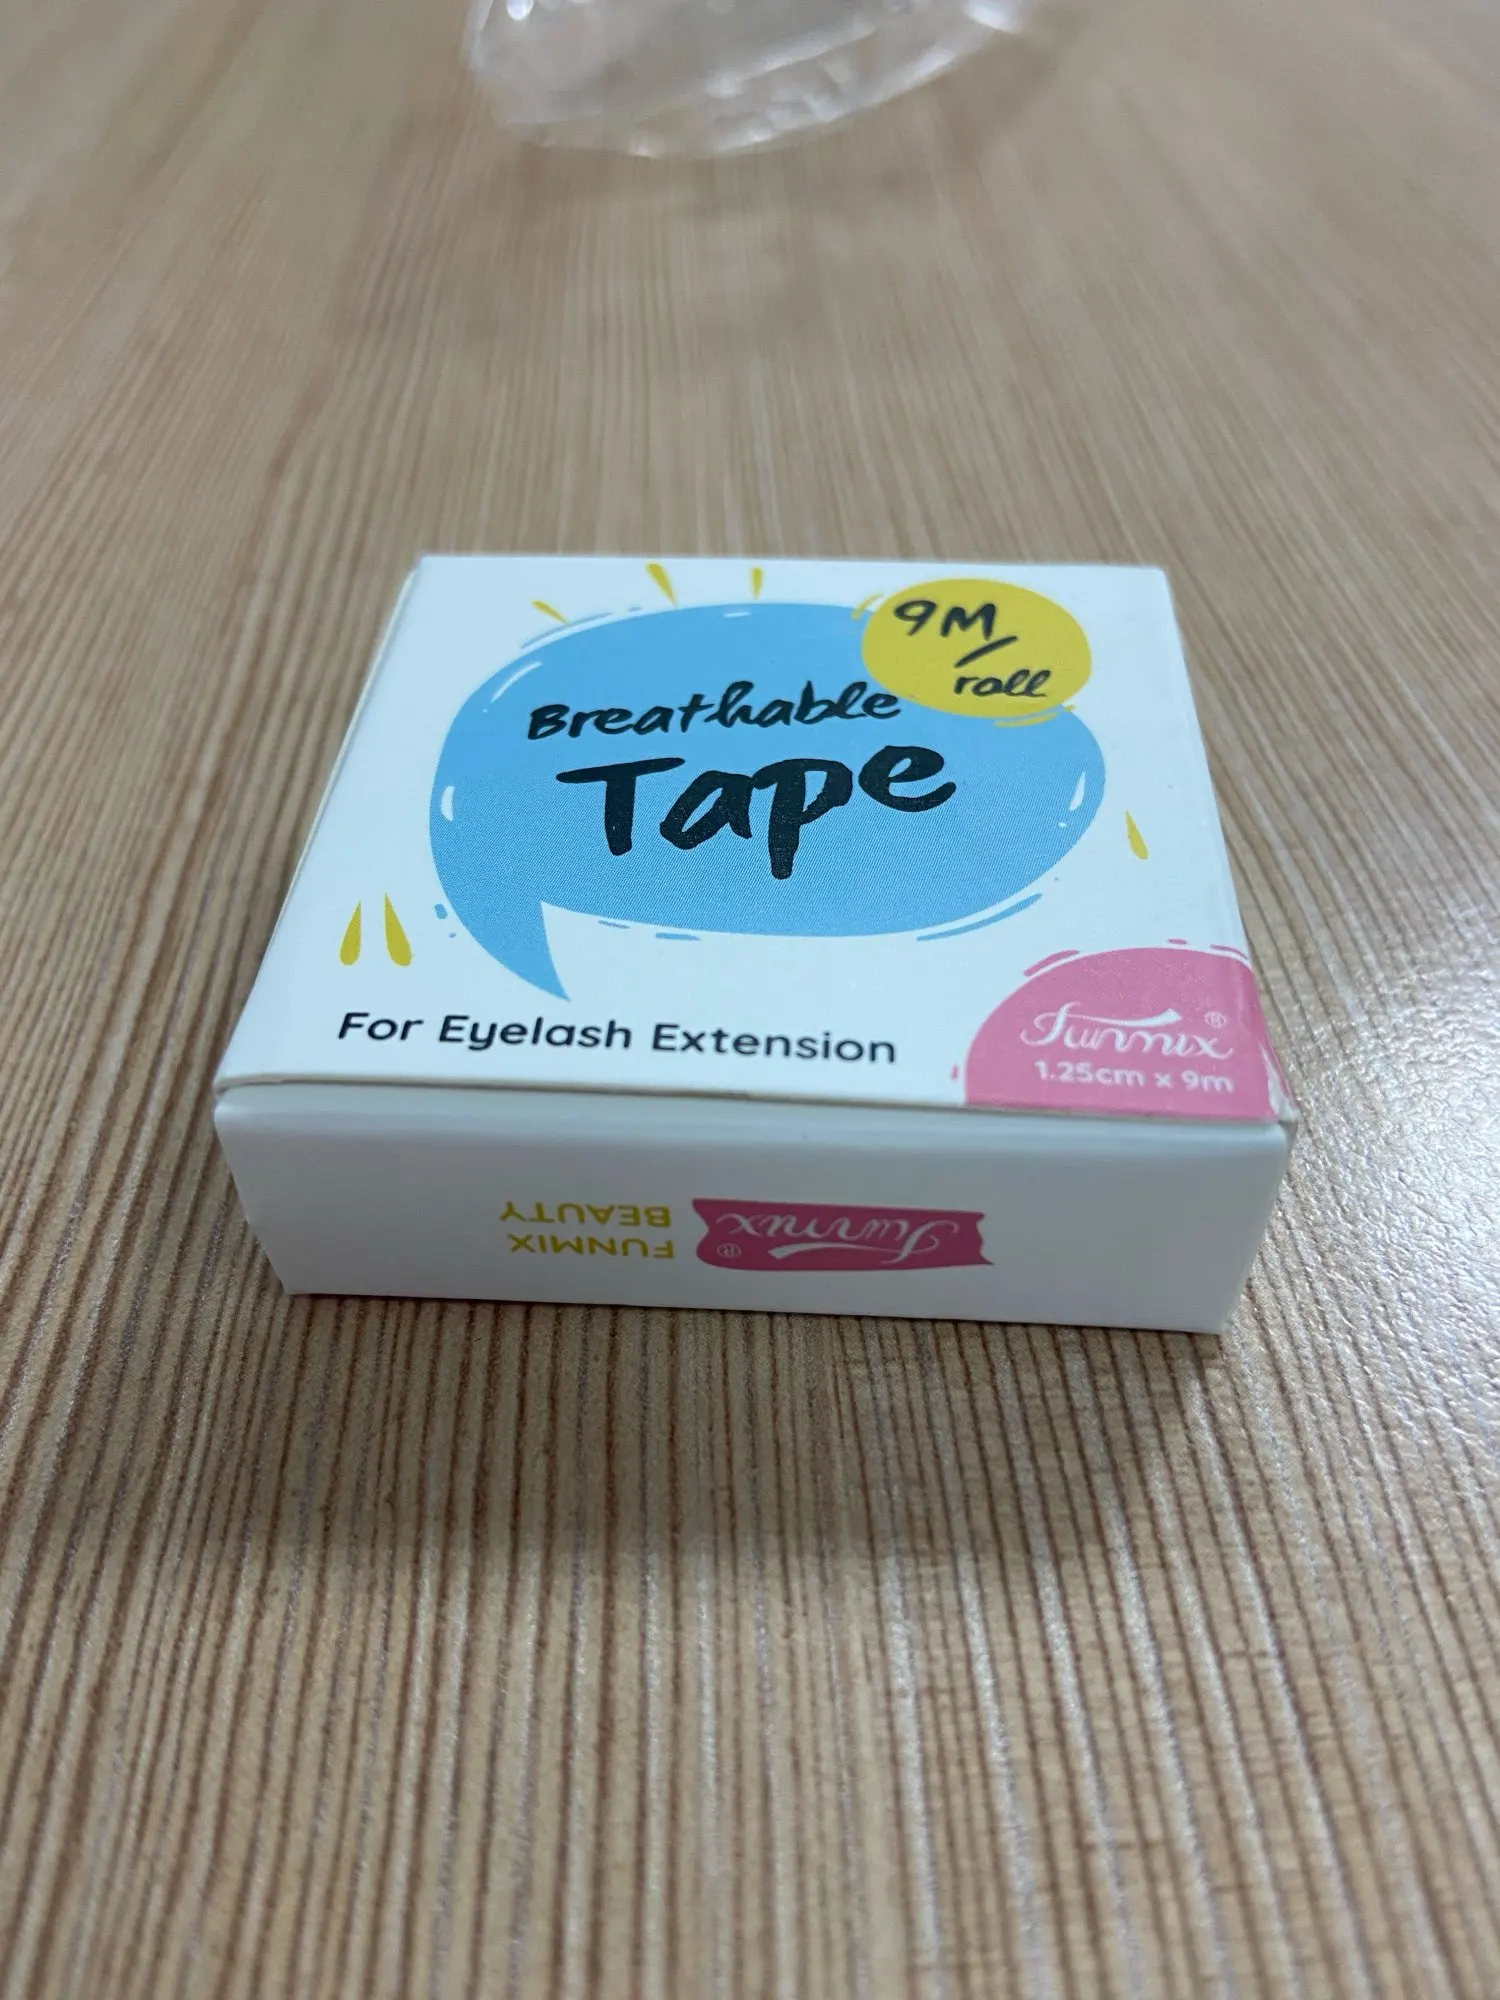 9M
/
roll
Breathable
Tape
For Eyelash Extension
Funmix®
1.25cm x 9m
Funmix®
FUNMIX
BEAUTY